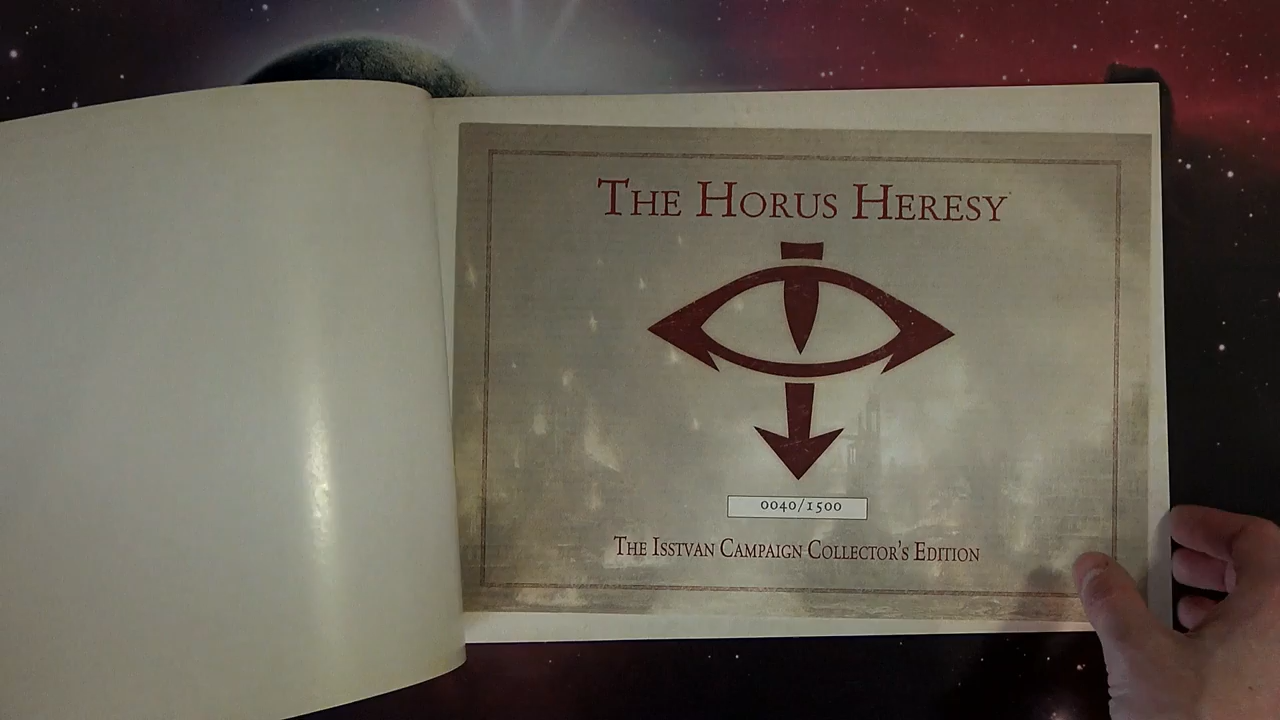 The Horus Heresy
0040/1500
The Isstvan Campaign Collector's Edition